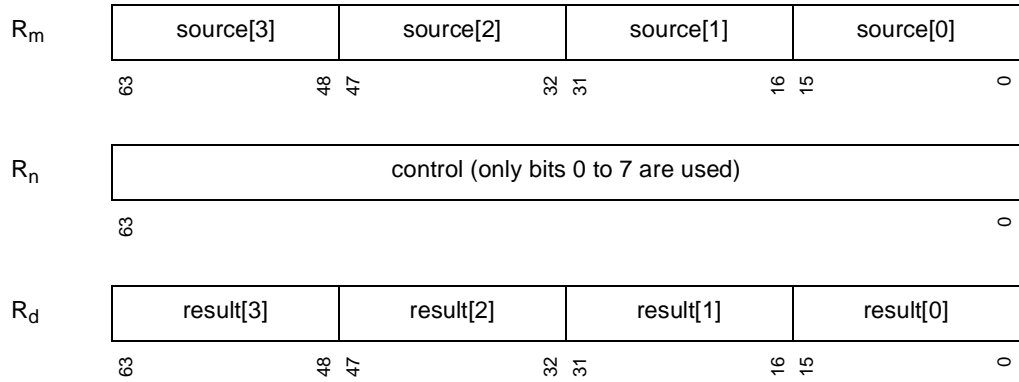 Rm source[3] source[2] source[1] source[0]
63 48 47 32 31 16 15 0
Rn control (only bits 0 to 7 are used)
63 0
Rd result[3] result[2] result[1] result[0]
63 48 47 32 31 16 15 0